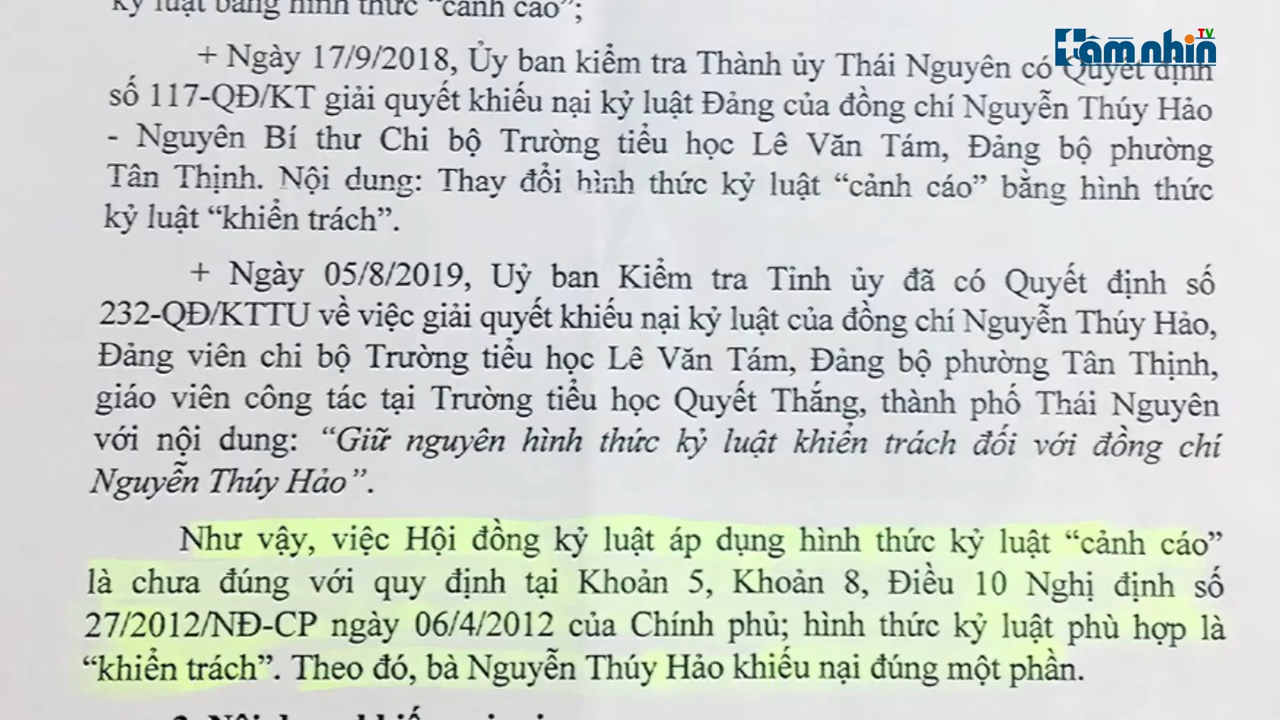 kỷ luật bằng hình thức “cảnh cáo”;
TV
tầm nhìn
+ Ngày 17/9/2018, Ủy ban kiểm tra Thành ủy Thái Nguyên có Quyết định
số 117-QĐ/KT giải quyết khiếu nại kỷ luật Đảng của đồng chí Nguyễn Thúy Hảo
- Nguyên Bí thư Chi bộ Trường tiểu học Lê Văn Tám, Đảng bộ phường
Tân Thịnh. Nội dung: Thay đổi hình thức kỷ luật “cảnh cáo” bằng hình thức
kỷ luật “khiển trách”.
+ Ngày 05/8/2019, Uỷ ban Kiểm tra Tỉnh ủy đã có Quyết định số
232-QĐ/KTTU về việc giải quyết khiếu nại kỷ luật của đồng chí Nguyễn Thúy Hảo,
Đảng viên chi bộ Trường tiểu học Lê Văn Tám, Đảng bộ phường Tân Thịnh,
giáo viên công tác tại Trường tiểu học Quyết Thắng, thành phố Thái Nguyên
với nội dung: “Giữ nguyên hình thức kỷ luật khiển trách đối với đồng chí
Nguyễn Thúy Hảo”.
Như vậy, việc Hội đồng kỷ luật áp dụng hình thức kỷ luật “cảnh cáo”
là chưa đúng với quy định tại Khoản 5, Khoản 8, Điều 10 Nghị định số
27/2012/NĐ-CP ngày 06/4/2012 của Chính phủ; hình thức kỷ luật phù hợp là
“khiển trách”. Theo đó, bà Nguyễn Thúy Hảo khiếu nại đúng một phần.